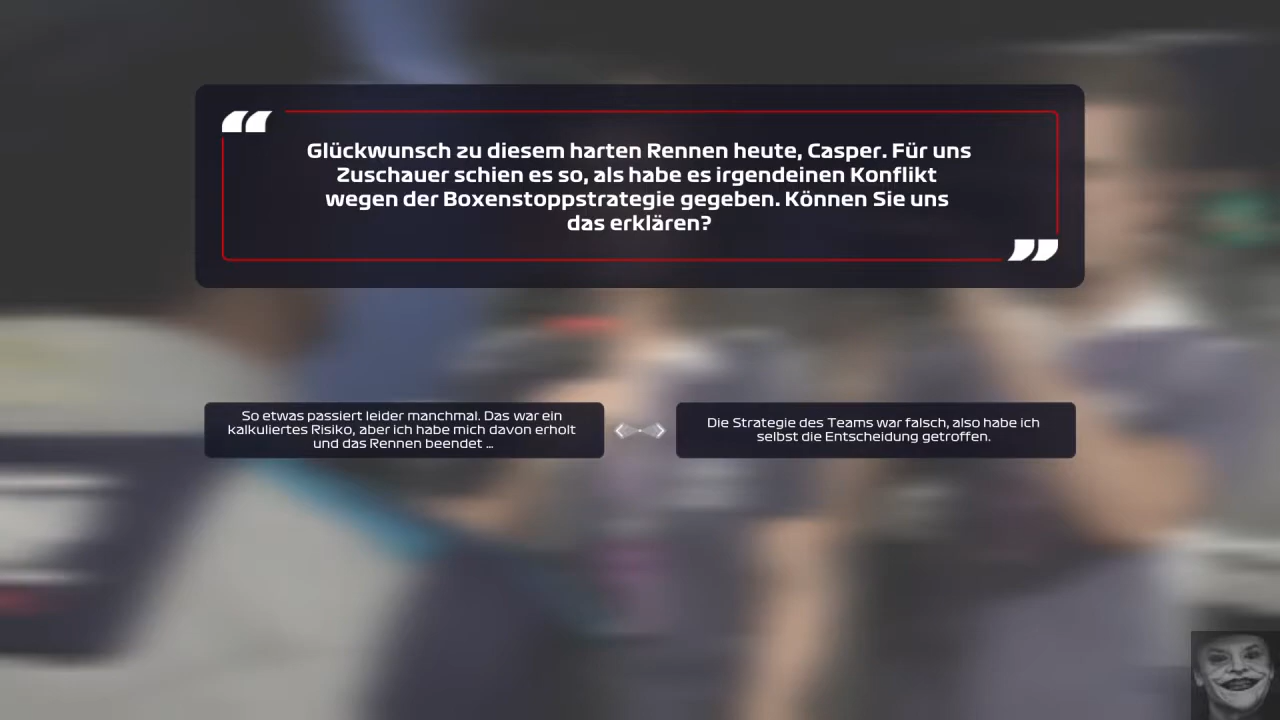 Glückwunsch zu diesem harten Rennen heute, Casper. Für uns
Zuschauer schien es so, als habe es irgendeinen Konflikt
wegen der Boxenstoppstrategie gegeben. Können Sie uns
das erklären?
So etwas passiert leider manchmal. Das war ein
kalkuliertes Risiko, aber ich habe mich davon erholt
und das Rennen beendet ...
Die Strategie des Teams war falsch, also habe ich
selbst die Entscheidung getroffen.